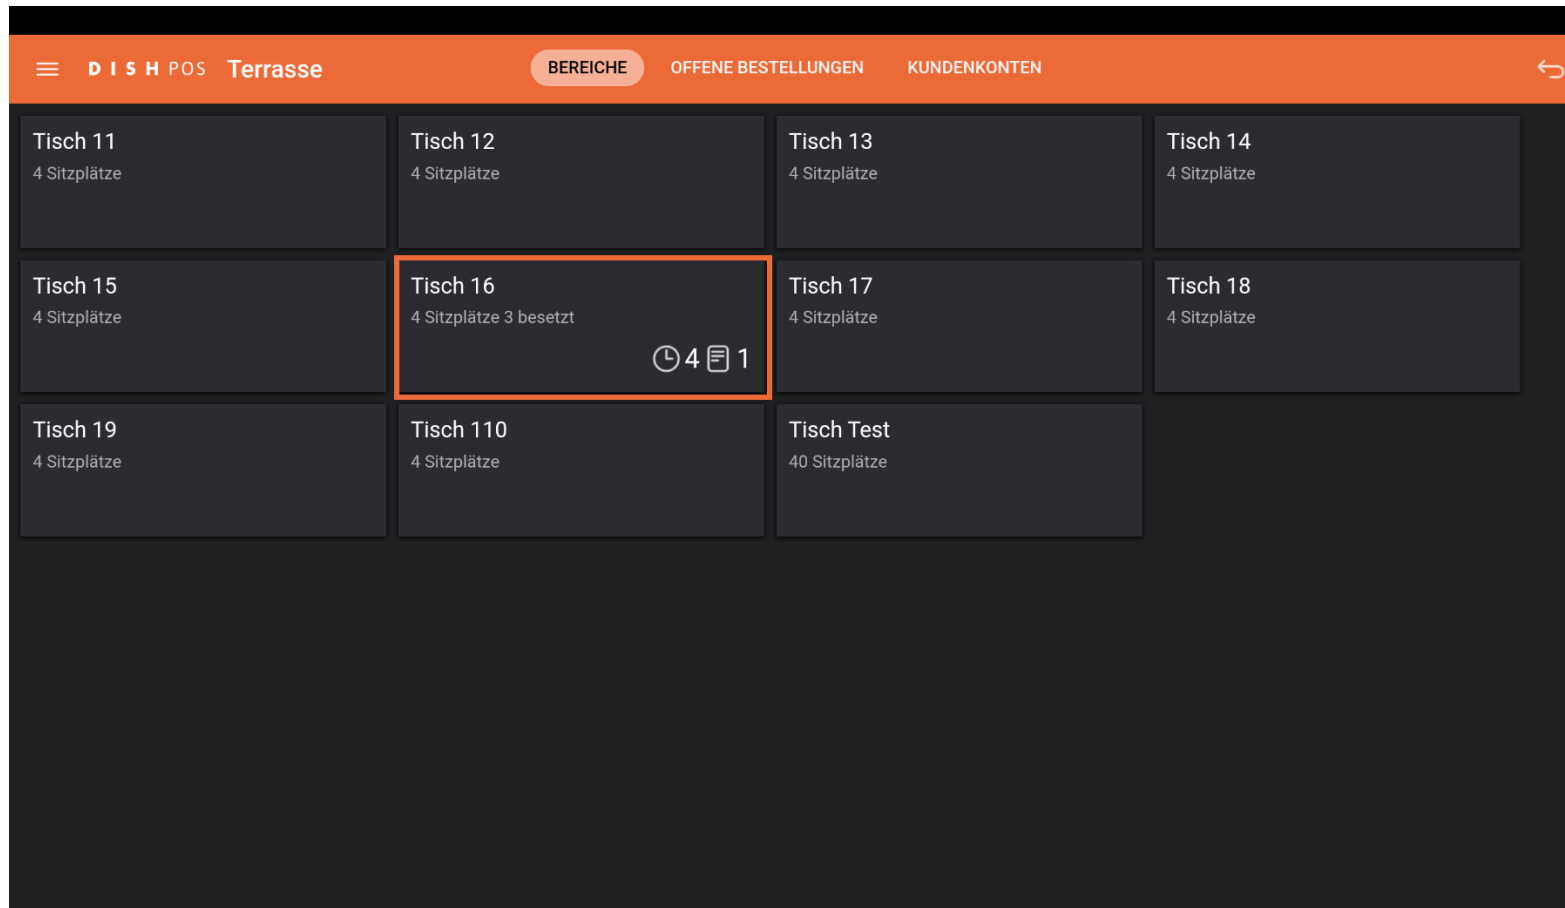 DISH POS Terrasse BEREICHE OFFENE BESTELLUNGEN KUNDENKONTEN
Tisch 11
4 Sitzplätze
Tisch 12
4 Sitzplätze
Tisch 13
4 Sitzplätze
Tisch 14
4 Sitzplätze
Tisch 15
4 Sitzplätze
Tisch 16
4 Sitzplätze 3 besetzt
4 1
Tisch 17
4 Sitzplätze
Tisch 18
4 Sitzplätze
Tisch 19
4 Sitzplätze
Tisch 110
4 Sitzplätze
Tisch Test
40 Sitzplätze